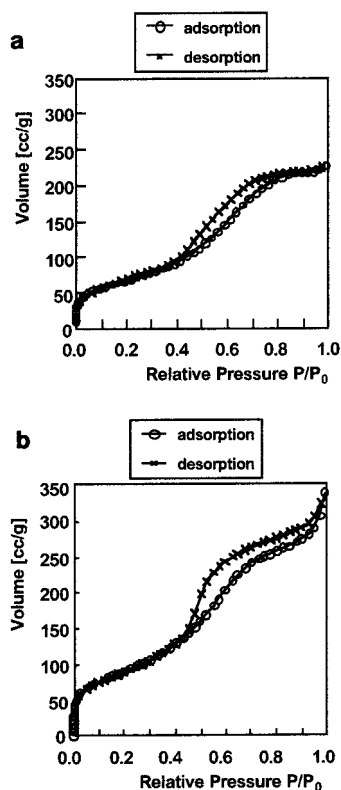 a
adsorption
desorption
Volume [cc/g]
350
300
250
200
150
100
50
0
0.0 0.2 0.4 0.6 0.8 1.0
Relative Pressure P/P₀
b
adsorption
desorption
Volume [cc/g]
350
300
250
200
150
100
50
0
0.0 0.2 0.4 0.6 0.8 1.0
Relative Pressure P/P₀